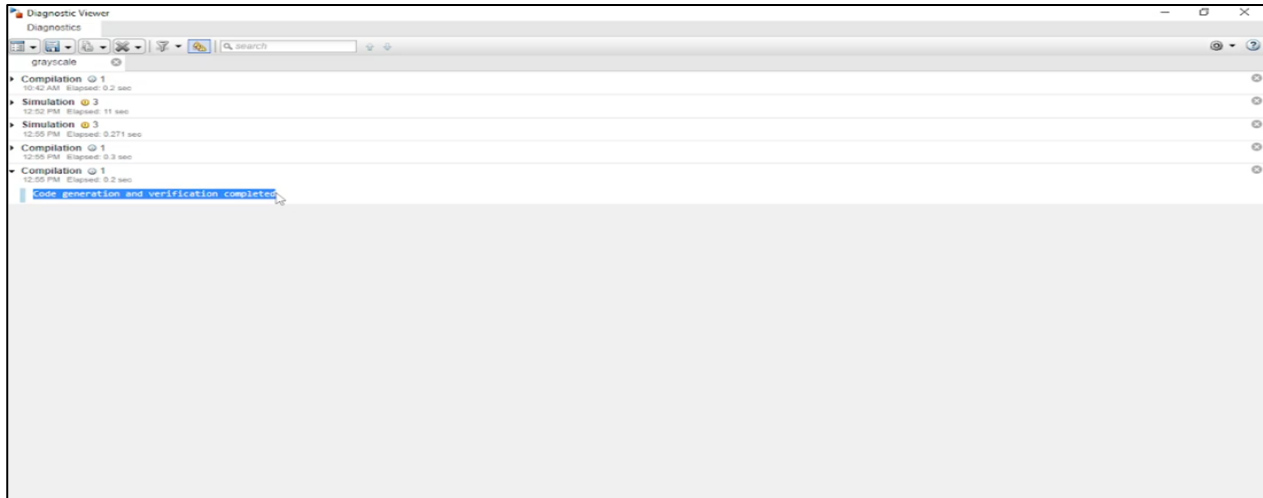 Diagnostic Viewer
Diagnostics
search
grayscale
Compilation 1
10:42 AM Elapsed: 0.2 sec
Simulation 3
12:52 PM Elapsed: 11 sec
Simulation 3
12:55 PM Elapsed: 0.271 sec
Compilation 1
12:55 PM Elapsed: 0.3 sec
Compilation 1
12:55 PM Elapsed: 0.2 sec
Code generation and verification completed